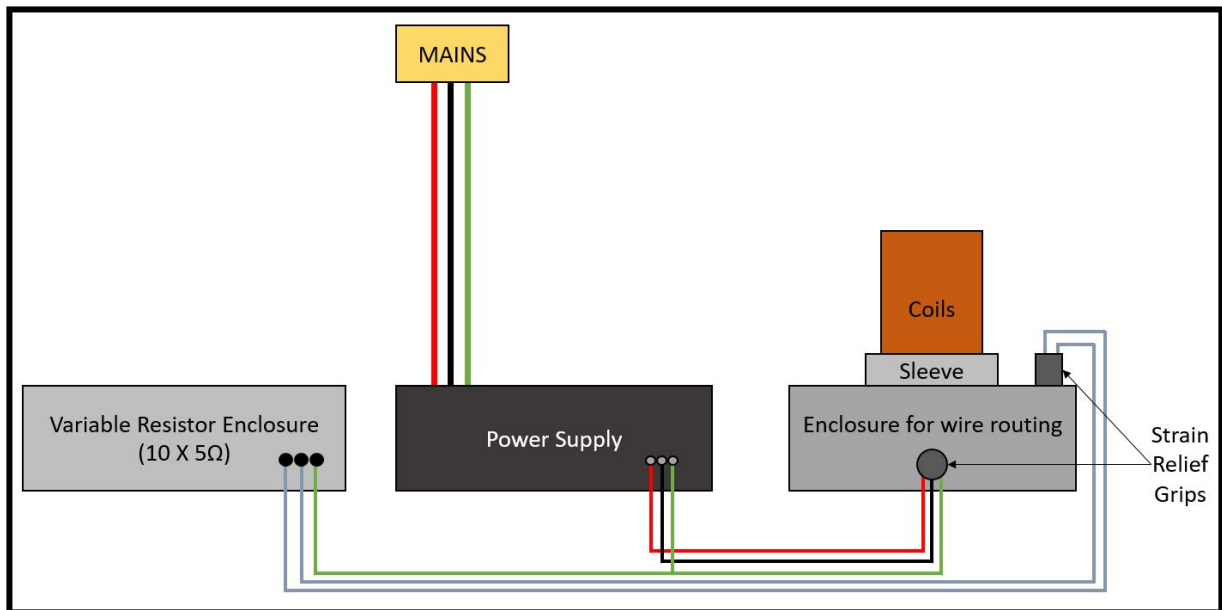 MAINS
Coils
Sleeve
Variable Resistor Enclosure
(10 X 5Ω)
Power Supply
Enclosure for wire routing
Strain
Relief
Grips